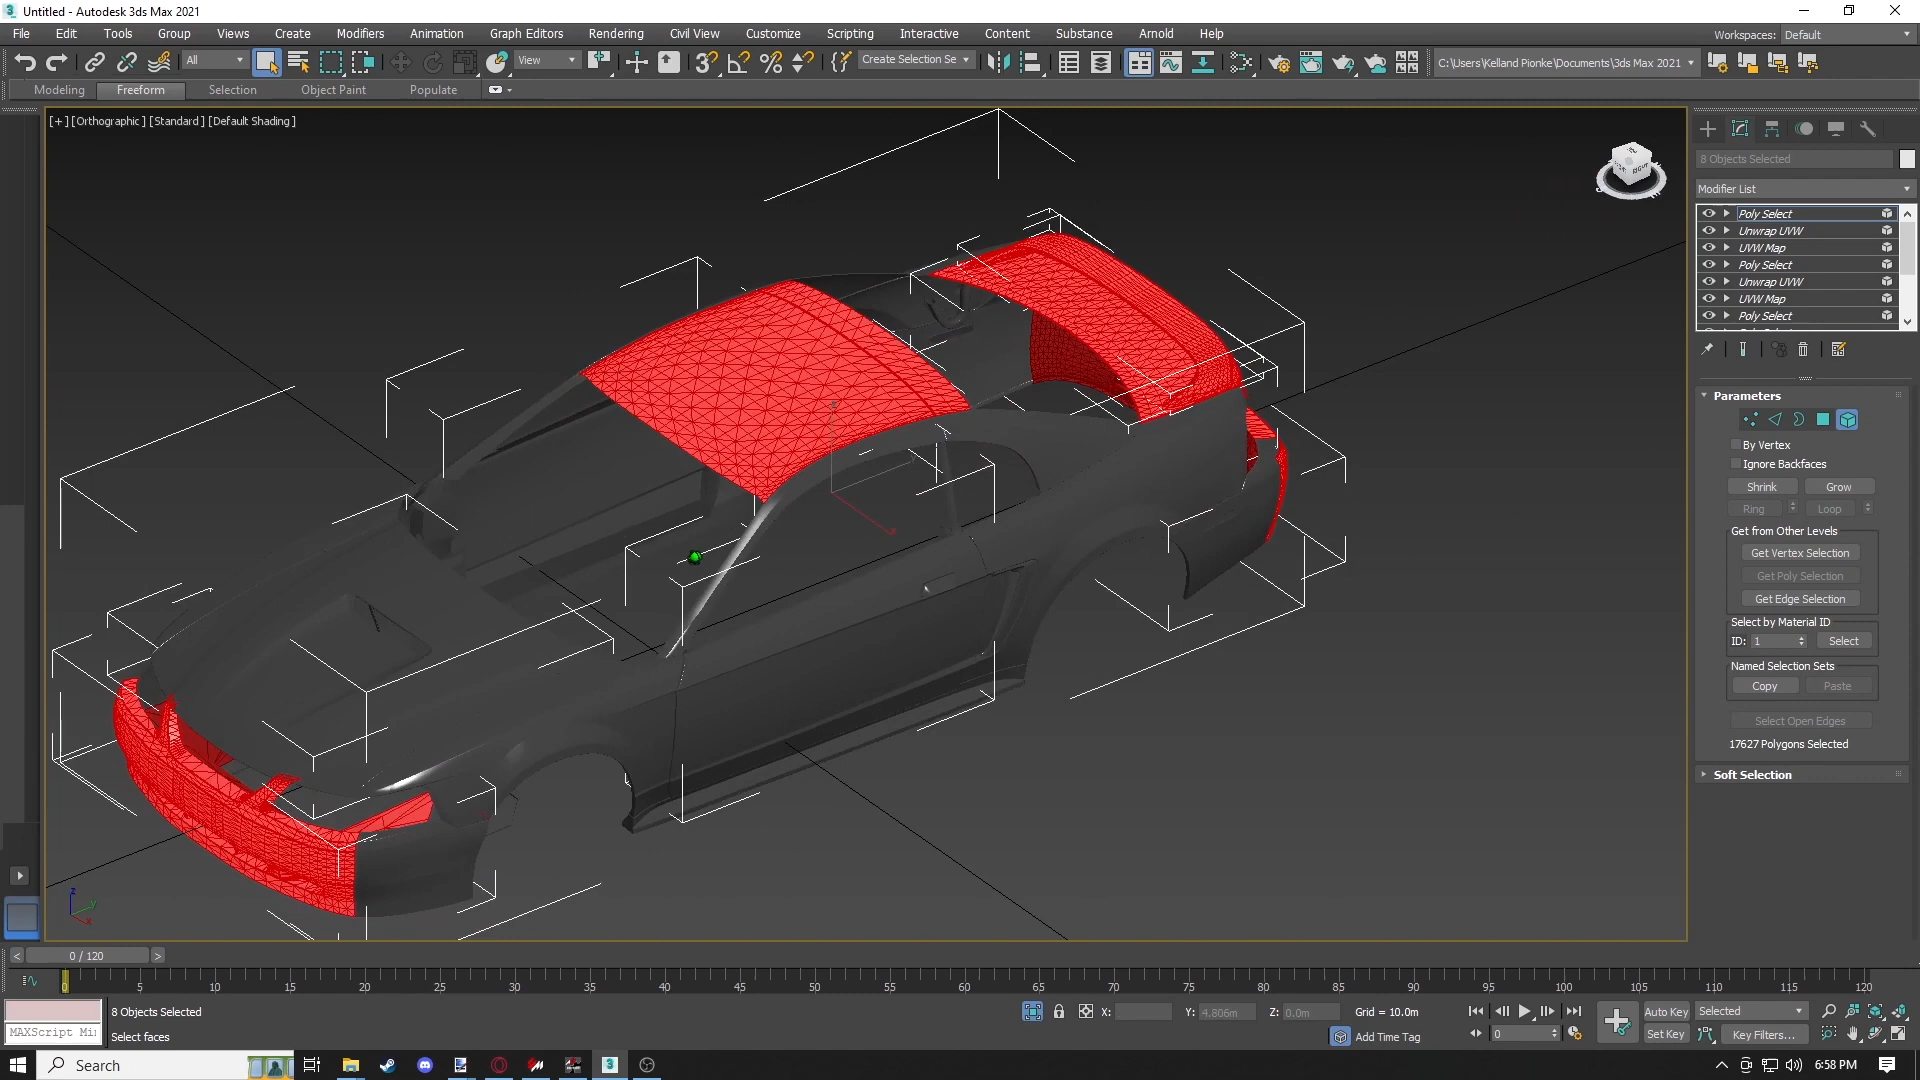 Untitled - Autodesk 3ds Max 2021
File Edit Tools Group Views Create Modifiers Animation Graph Editors Rendering Civil View Customize Scripting Interactive Content Substance Arnold Help
Workspaces: Default
All View Create Selection Se C:\Users\Kelland Pionke\Documents\3ds Max 2021
Modeling Freeform Selection Object Paint Populate
[+] [Orthographic] [Standard] [Default Shading]
8 Objects Selected
Modifier List
Poly Select
Unwrap UVW
UVW Map
Poly Select
Unwrap UVW
UVW Map
Poly Select
Parameters
By Vertex
Ignore Backfaces
Shrink Grow
Ring Loop
Get from Other Levels
Get Vertex Selection
Get Poly Selection
Get Edge Selection
Select by Material ID
ID: 1 Select
Named Selection Sets
Copy Paste
Select Open Edges
17627 Polygons Selected
Soft Selection
RIGHT
z
y
x
< 0 / 120 >
0 5 10 15 20 25 30 35 40 45 50 55 60 65 70 75 80 85 90 95 100 105 110 115 120
8 Objects Selected
X: Y: 4.806m Z: 0.0m Grid = 10.0m
Auto Key Selected
MAXScript Mi
Select faces
Add Time Tag
0
Set Key Key Filters...
Search
6:58 PM